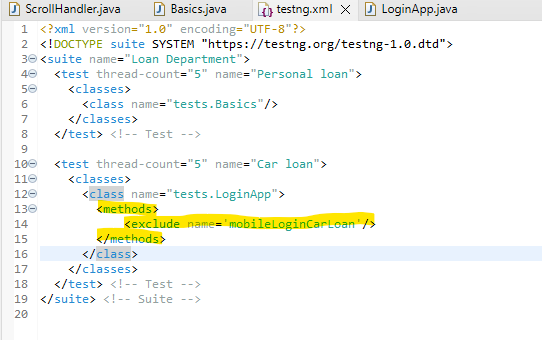 ScrollHandler.java Basics.java testng.xml LoginApp.java
1 <?xml version="1.0" encoding="UTF-8"?>
2 <!DOCTYPE suite SYSTEM "https://testng.org/testng-1.0.dtd">
3 <suite name="Loan Department">
4 <test thread-count="5" name="Personal loan">
5 <classes>
6 <class name="tests.Basics"/>
7 </classes>
8 </test> <!-- Test -->
9
10 <test thread-count="5" name="Car loan">
11 <classes>
12 <class name="tests.LoginApp">
13 <methods>
14 <exclude name='mobileLoginCarLoan'/>
15 </methods>
16 </class>
17 </classes>
18 </test> <!-- Test -->
19 </suite> <!-- Suite -->
20